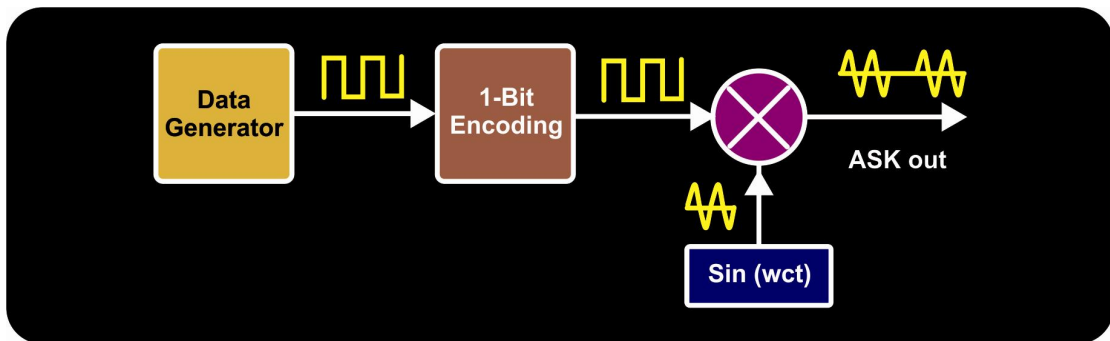 Data
Generator
1-Bit
Encoding
ASK out
Sin (wct)